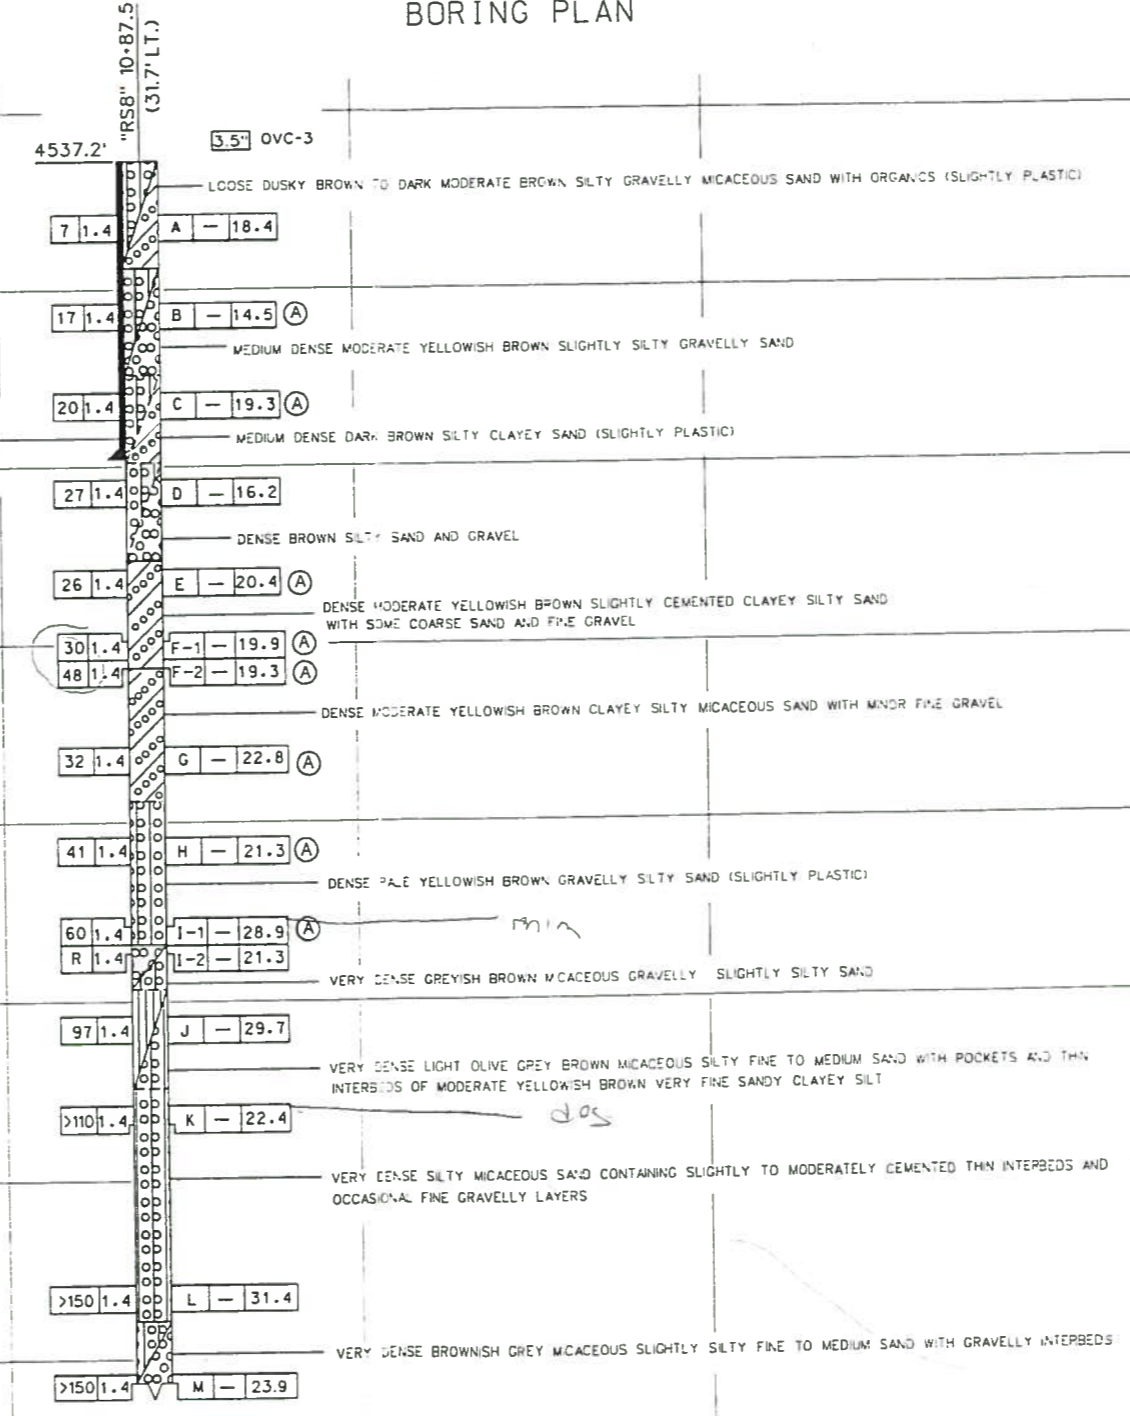 BORING PLAN
"RS8" 10+87.5
(31.7' LT.)
3.5" OVC-3
4537.2'
LOOSE DUSKY BROWN TO DARK MODERATE BROWN SILTY GRAVELLY MICACEOUS SAND WITH ORGANICS (SLIGHTLY PLASTIC)
7 1.4 A — 18.4
17 1.4 B — 14.5 A
MEDIUM DENSE MODERATE YELLOWISH BROWN SLIGHTLY SILTY GRAVELLY SAND
20 1.4 C — 19.3 A
MEDIUM DENSE DARK BROWN SILTY CLAYEY SAND (SLIGHTLY PLASTIC)
27 1.4 D — 16.2
DENSE BROWN SILTY SAND AND GRAVEL
26 1.4 E — 20.4 A
DENSE MODERATE YELLOWISH BROWN SLIGHTLY CEMENTED CLAYEY SILTY SAND
WITH SOME COARSE SAND AND FINE GRAVEL
30 1.4 F-1 — 19.9 A
48 1.4 F-2 — 19.3 A
DENSE MODERATE YELLOWISH BROWN CLAYEY SILTY MICACEOUS SAND WITH MINOR FINE GRAVEL
32 1.4 G — 22.8 A
41 1.4 H — 21.3 A
DENSE PALE YELLOWISH BROWN GRAVELLY SILTY SAND (SLIGHTLY PLASTIC)
60 1.4 I-1 — 28.9 A min
R 1.4 I-2 — 21.3
VERY DENSE GREYISH BROWN MICACEOUS GRAVELLY SLIGHTLY SILTY SAND
97 1.4 J — 29.7
VERY DENSE LIGHT OLIVE GREY BROWN MICACEOUS SILTY FINE TO MEDIUM SAND WITH POCKETS AND THIN
INTERBEDS OF MODERATE YELLOWISH BROWN VERY FINE SANDY CLAYEY SILT
>110 1.4 K — 22.4
VERY DENSE SILTY MICACEOUS SAND CONTAINING SLIGHTLY TO MODERATELY CEMENTED THIN INTERBEDS AND
OCCASIONAL FINE GRAVELLY LAYERS
>150 1.4 L — 31.4
VERY DENSE BROWNISH GREY MICACEOUS SLIGHTLY SILTY FINE TO MEDIUM SAND WITH GRAVELLY INTERBEDS
>150 1.4 M — 23.9